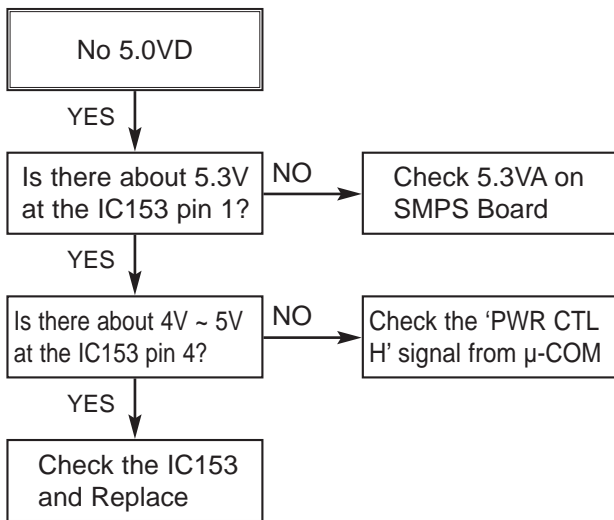 No 5.0VD
YES
Is there about 5.3V
at the IC153 pin 1?
NO
Check 5.3VA on
SMPS Board
YES
Is there about 4V ~ 5V
at the IC153 pin 4?
NO
Check the ‘PWR CTL
H’ signal from µ-COM
YES
Check the IC153
and Replace